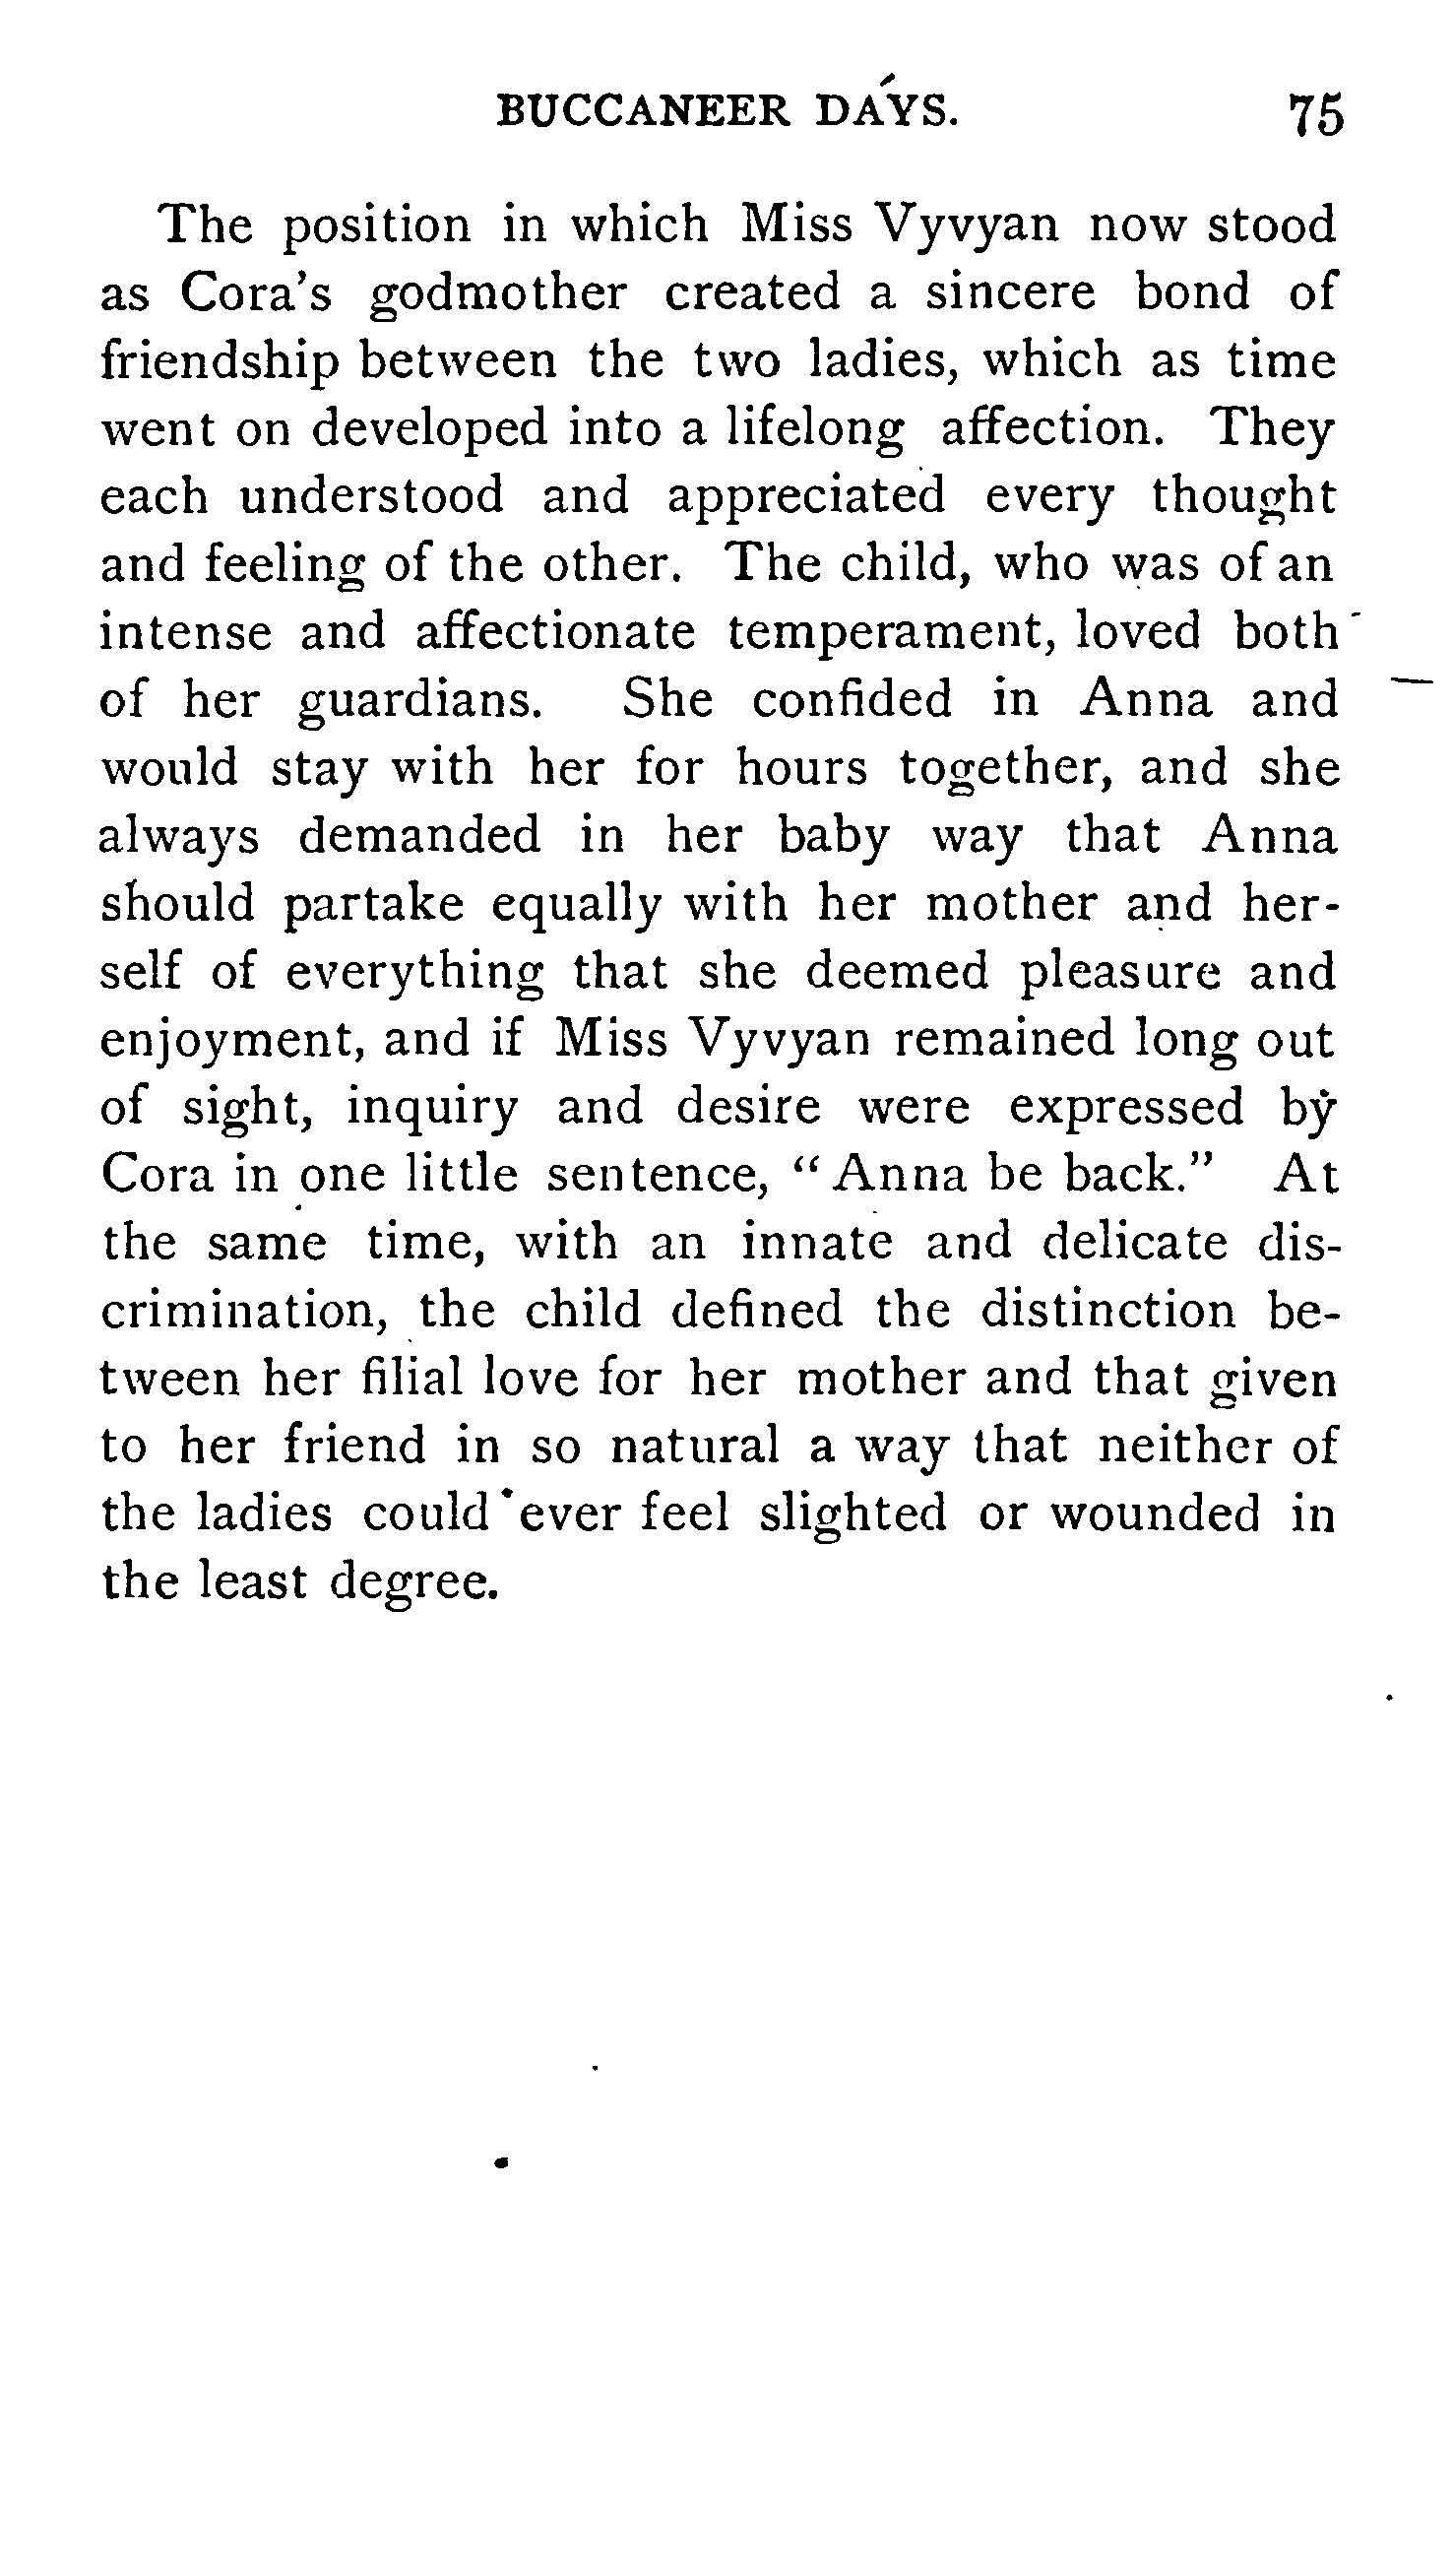 BUCCANEER DAYS. 75
The position in which Miss Vyvyan now stood
as Cora's godmother created a sincere bond of
friendship between the two ladies, which as time
went on developed into a lifelong affection. They
each understood and appreciated every thought
and feeling of the other. The child, who was of an
intense and affectionate temperament, loved both
of her guardians. She confided in Anna and
would stay with her for hours together, and she
always demanded in her baby way that Anna
should partake equally with her mother and her-
self of everything that she deemed pleasure and
enjoyment, and if Miss Vyvyan remained long out
of sight, inquiry and desire were expressed by
Cora in one little sentence, “Anna be back.” At
the same time, with an innate and delicate dis-
crimination, the child defined the distinction be-
tween her filial love for her mother and that given
to her friend in so natural a way that neither of
the ladies could ever feel slighted or wounded in
the least degree.